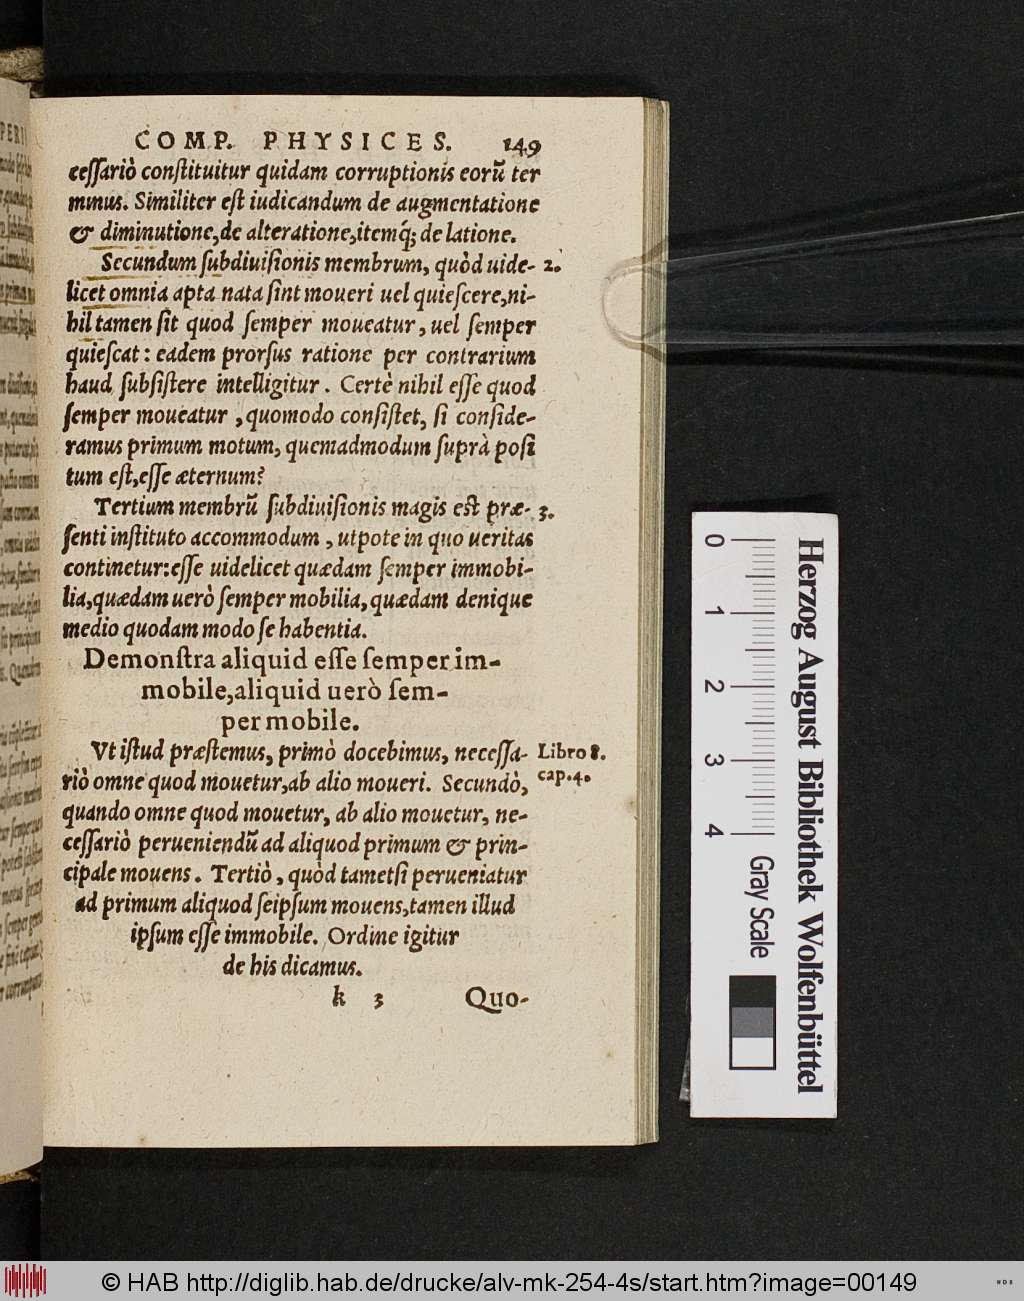 COMP. PHYSICES. 149
ceſſariò conſtituitur quidam corruptionis eorũ ter
minus. Similiter eſt iudicandum de augmentatione
& diminutione, de alteratione, itemq́; de latione.
Secundum ſubdiuiſionis membrum, quòd uide- 2.
licet omnia apta nata ſint moueri uel quieſcere, ni-
hil tamen ſit quod ſemper moueatur, uel ſemper
quieſcat: eadem prorſus ratione per contrarium
haud ſubſiſtere intelligitur. Certè nihil eſſe quod
ſemper moueatur, quomodo conſiſtet, ſi conſide-
ramus primum motum, quemadmodum ſuprà poſi
tum eſt, eſſe æternum?
Tertium membrũ ſubdiuiſionis magis eſt præ- 3.
ſenti inſtituto accommodum, utpote in quo ueritas
continetur: eſſe uidelicet quædam ſemper immobi-
lia, quædam uerò ſemper mobilia, quædam denique
medio quodam modo ſe habentia.
Demonſtra aliquid eſſe ſemper im-
mobile, aliquid uerò ſem-
per mobile.
Vt iſtud præſtemus, primò docebimus, neceſſa- Libro 8.
riò omne quod mouetur, ab alio moueri. Secundò, cap. 4.
quando omne quod mouetur, ab alio mouetur, ne-
ceſſariò perueniendũ ad aliquod primum & prin-
cipale mouens. Tertiò, quòd tametſi perueniatur
ad primum aliquod ſeipſum mouens, tamen illud
ipſum eſſe immobile. Ordine igitur
de his dicamus.
k 3 Quo-
0 1 2 3 4
Gray Scale
Herzog August Bibliothek Wolfenbüttel
© HAB http://diglib.hab.de/drucke/alv-mk-254-4s/start.htm?image=00149